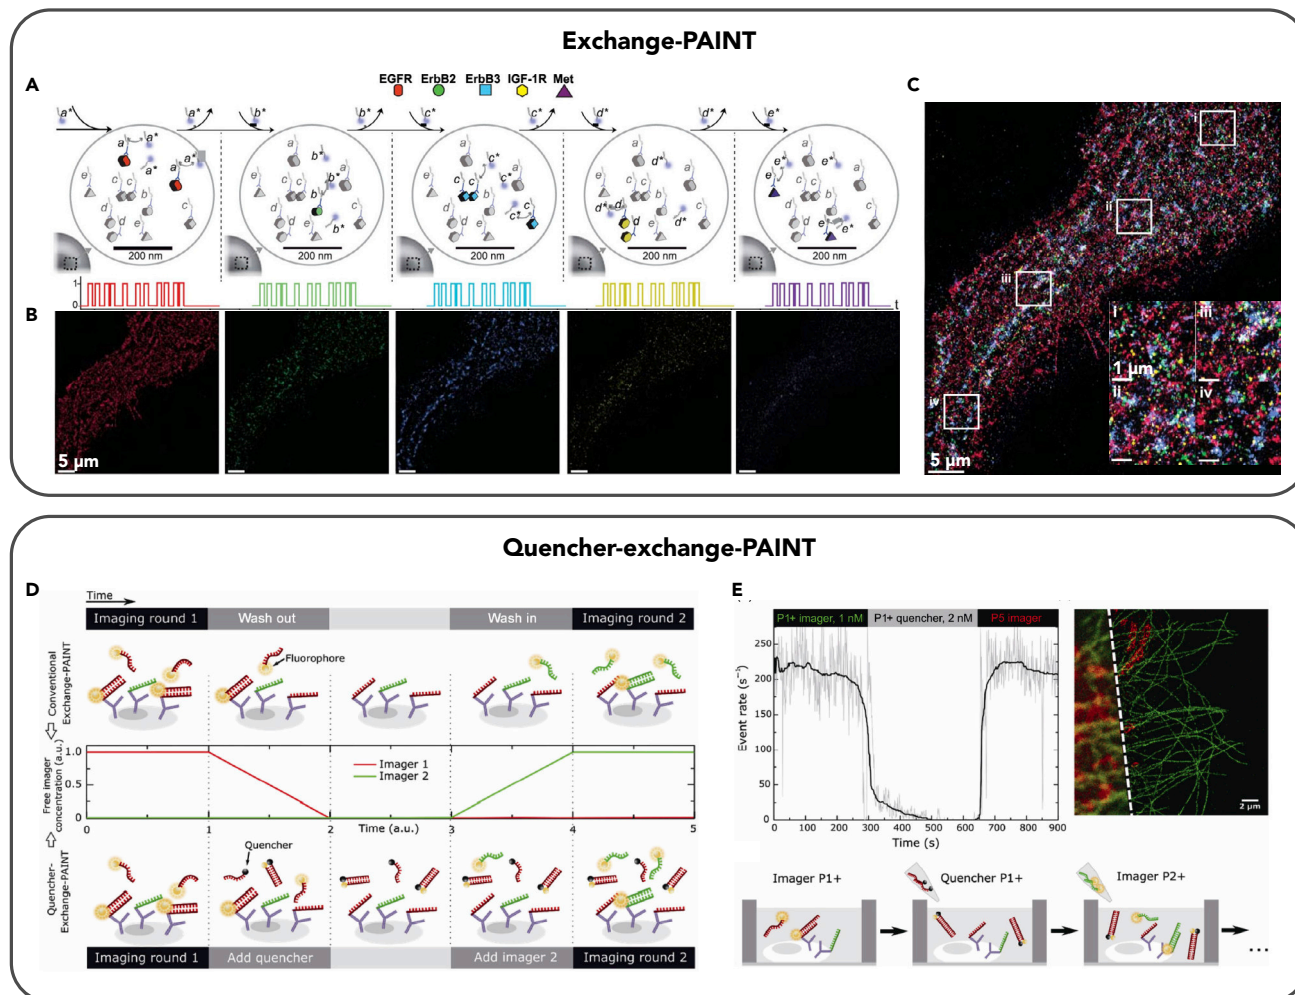 Exchange-PAINT
A
EGFR ErbB2 ErbB3 IGF-1R Met
a* a* b* b* c* c* d* d* e*
a a* a* a* a
e c c b d c d e
200 nm
b* a b b* e c c d c d e
200 nm
c* a c c b e c* c d d e
200 nm
d* a c c b e d* d d* c d e
200 nm
e* e* a e c c b d c d e*
200 nm
1
0
t
B
5 µm
C
i
ii
iii
iv
5 µm
i
iii
1 µm
ii
iv
Quencher-exchange-PAINT
D
Time
Imaging round 1 Wash out Wash in Imaging round 2
Conventional
Exchange-PAINT
Fluorophore
Free imager
concentration (a.u.)
1.0
0.5
0
Imager 1
Imager 2
0 1 2 3 4 5
Time (a.u.)
Quencher-
Exchange-PAINT
Quencher
Imaging round 1 Add quencher Add imager 2 Imaging round 2
E
P1+ imager, 1 nM P1+ quencher, 2 nM P5 imager
Event rate (s⁻¹)
250
200
150
100
50
0
0 100 200 300 400 500 600 700 800 900
Time (s)
2 µm
Imager P1+ Quencher P1+ Imager P2+
...